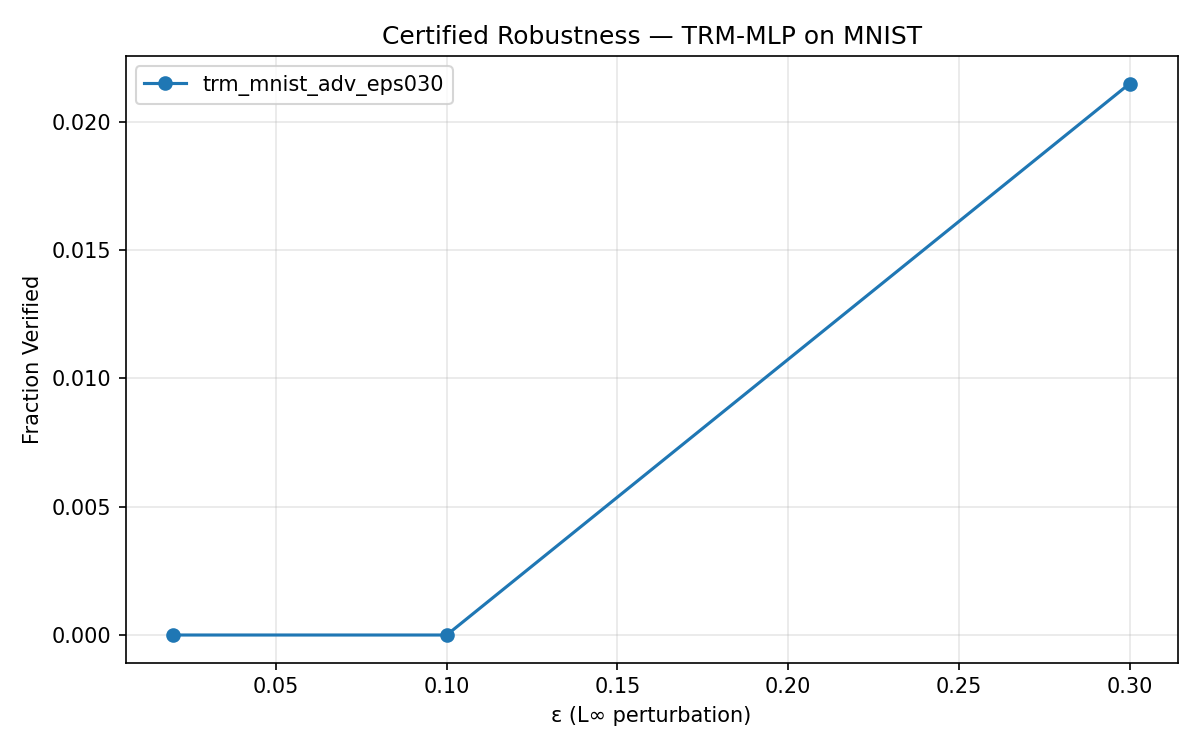 Certified Robustness — TRM-MLP on MNIST
trm_mnist_adv_eps030
Fraction Verified
0.020
0.015
0.010
0.005
0.000
0.05 0.10 0.15 0.20 0.25 0.30
ε (L∞ perturbation)